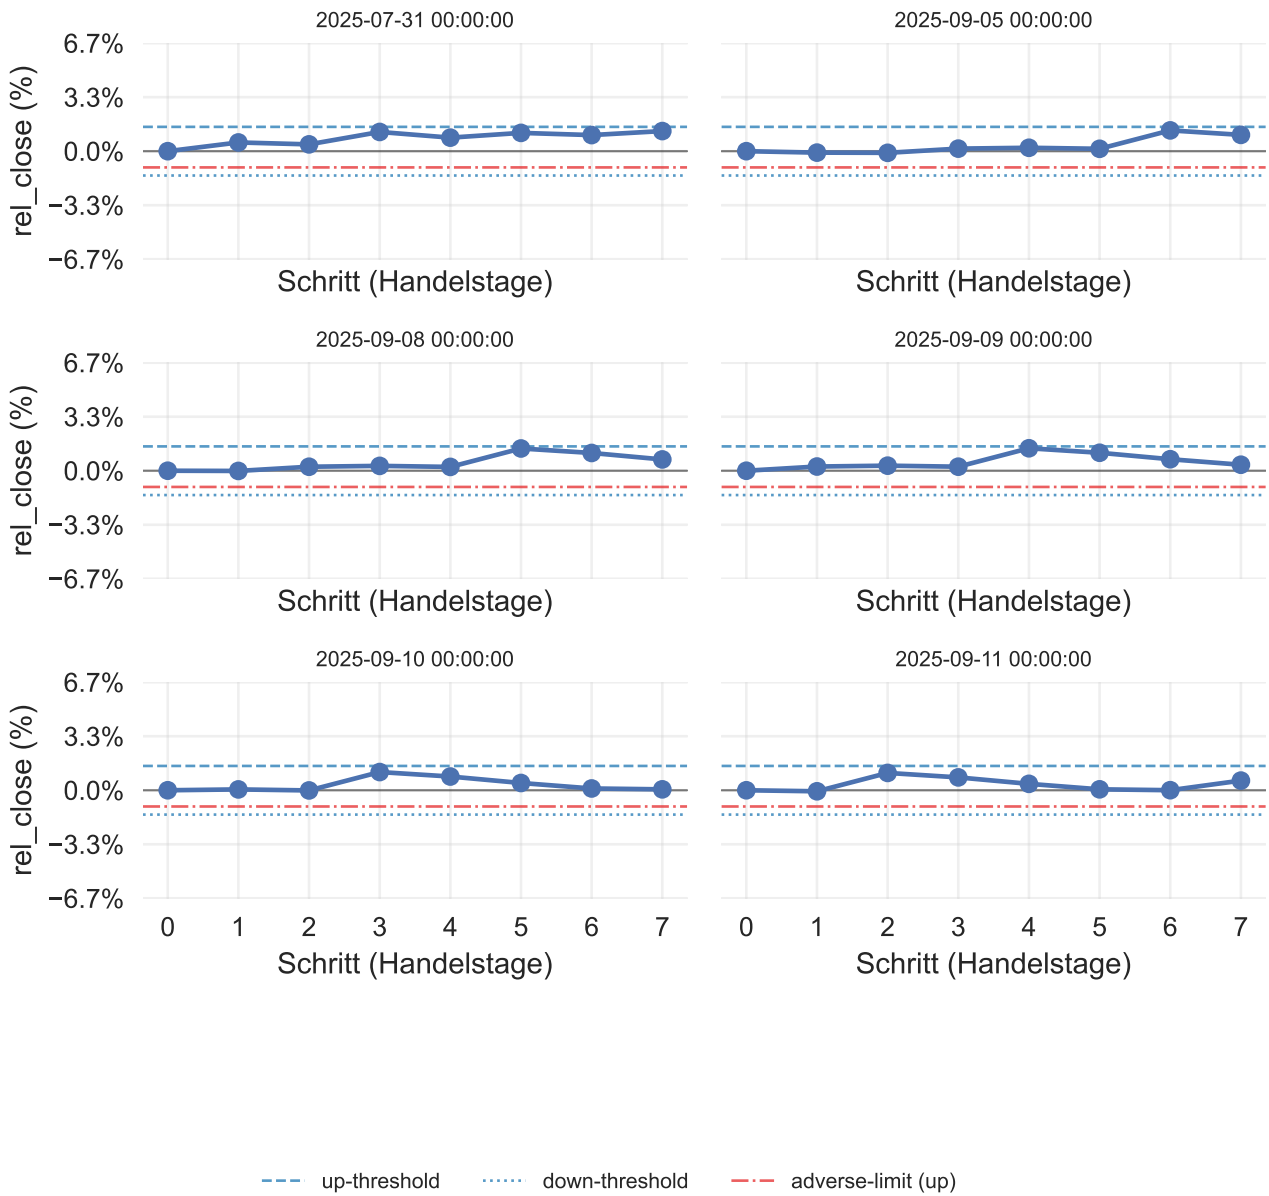 2025-07-31 00:00:00
2025-09-05 00:00:00
rel_close (%)
6.7%
3.3%
0.0%
−3.3%
−6.7%
Schritt (Handelstage)
Schritt (Handelstage)
2025-09-08 00:00:00
2025-09-09 00:00:00
rel_close (%)
6.7%
3.3%
0.0%
−3.3%
−6.7%
Schritt (Handelstage)
Schritt (Handelstage)
2025-09-10 00:00:00
2025-09-11 00:00:00
rel_close (%)
6.7%
3.3%
0.0%
−3.3%
−6.7%
0 1 2 3 4 5 6 7
0 1 2 3 4 5 6 7
Schritt (Handelstage)
Schritt (Handelstage)
up-threshold
down-threshold
adverse-limit (up)